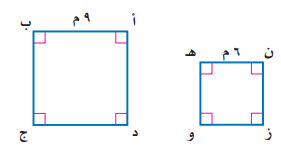 أ ٩ م ب
د ج
ن ٦ م هـ
ز و